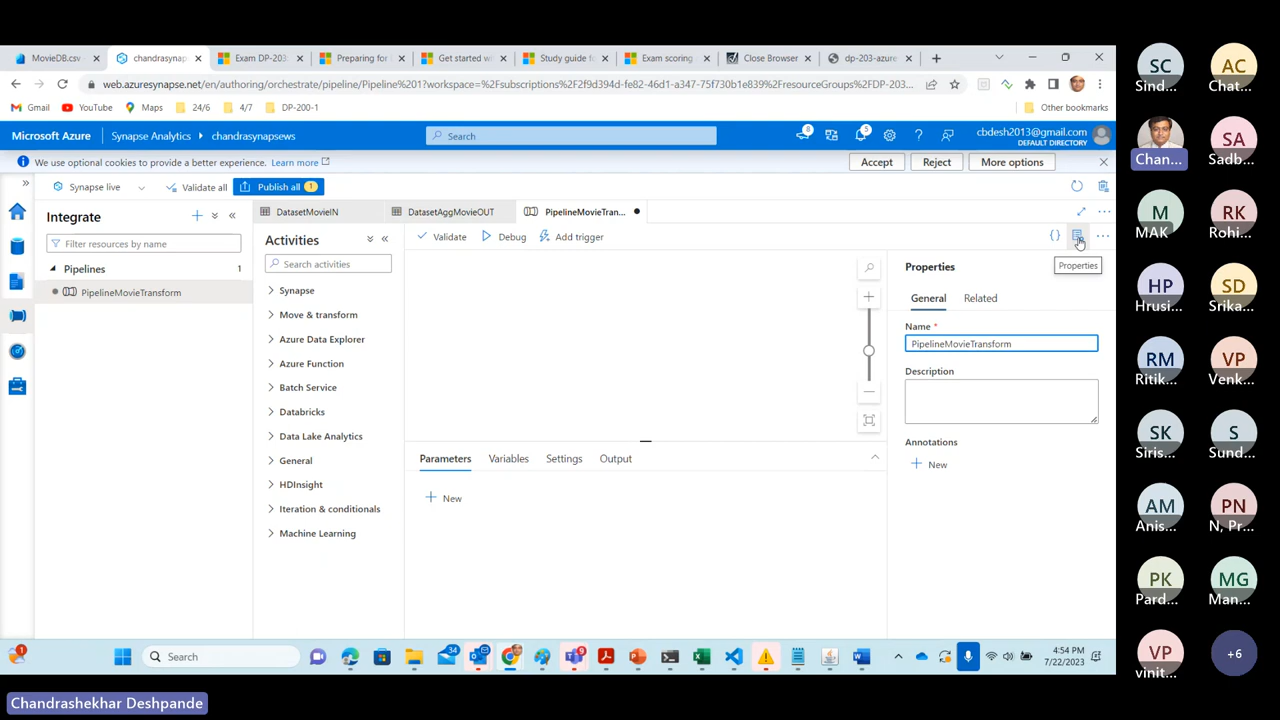 MovieDB.csv
chandrasynap
Exam DP-203:
Preparing for
Get started w
Study guide fo
Exam scoring
Close Browser
dp-203-azure
web.azuresynapse.net/en/authoring/orchestrate/pipeline/Pipeline%201?workspace=%2Fsubscriptions%2F2f9d394d-fe82-46d1-a347-75f730b1e839%2FresourceGroups%2FDP-200...
Gmail
YouTube
Maps
24/6
4/7
DP-200-1
Other bookmarks
Microsoft Azure
Synapse Analytics
chandrasynapsews
Search
8
5
cbdesh2013@gmail.com
DEFAULT DIRECTORY
We use optional cookies to provide a better experience. Learn more
Accept
Reject
More options
Synapse live
Validate all
Publish all 1
Integrate
DatasetMovieIN
DatasetAggMovieOUT
PipelineMovieTran...
Filter resources by name
Activities
Validate
Debug
Add trigger
Pipelines 1
PipelineMovieTransform
Search activities
Synapse
Move & transform
Azure Data Explorer
Azure Function
Batch Service
Databricks
Data Lake Analytics
General
HDInsight
Iteration & conditionals
Machine Learning
Parameters
Variables
Settings
Output
New
Properties
Properties
General
Related
Name *
PipelineMovieTransform
Description
Annotations
New
1
Search
34
9
4:54 PM
7/22/2023
SC
Sind...
AC
Chat...
Chan...
SA
Sadb...
M
MAK
RK
Rohi...
HP
Hrusi...
SD
Srika...
RM
Ritik...
VP
Venk...
SK
Siris...
S
Sund...
AM
Anis...
PN
N, Pr...
PK
Pard...
MG
Man...
VP
vinit...
+6
Chandrashekhar Deshpande